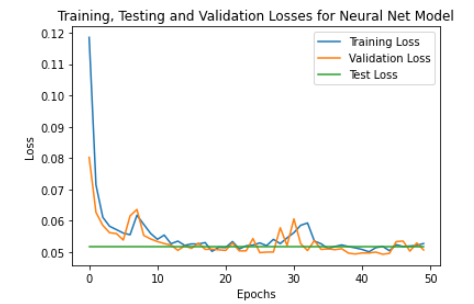 Training, Testing and Validation Losses for Neural Net Model
0.12
0.11
0.10
0.09
0.08
0.07
0.06
0.05
Loss
Training Loss
Validation Loss
Test Loss
0 10 20 30 40 50
Epochs